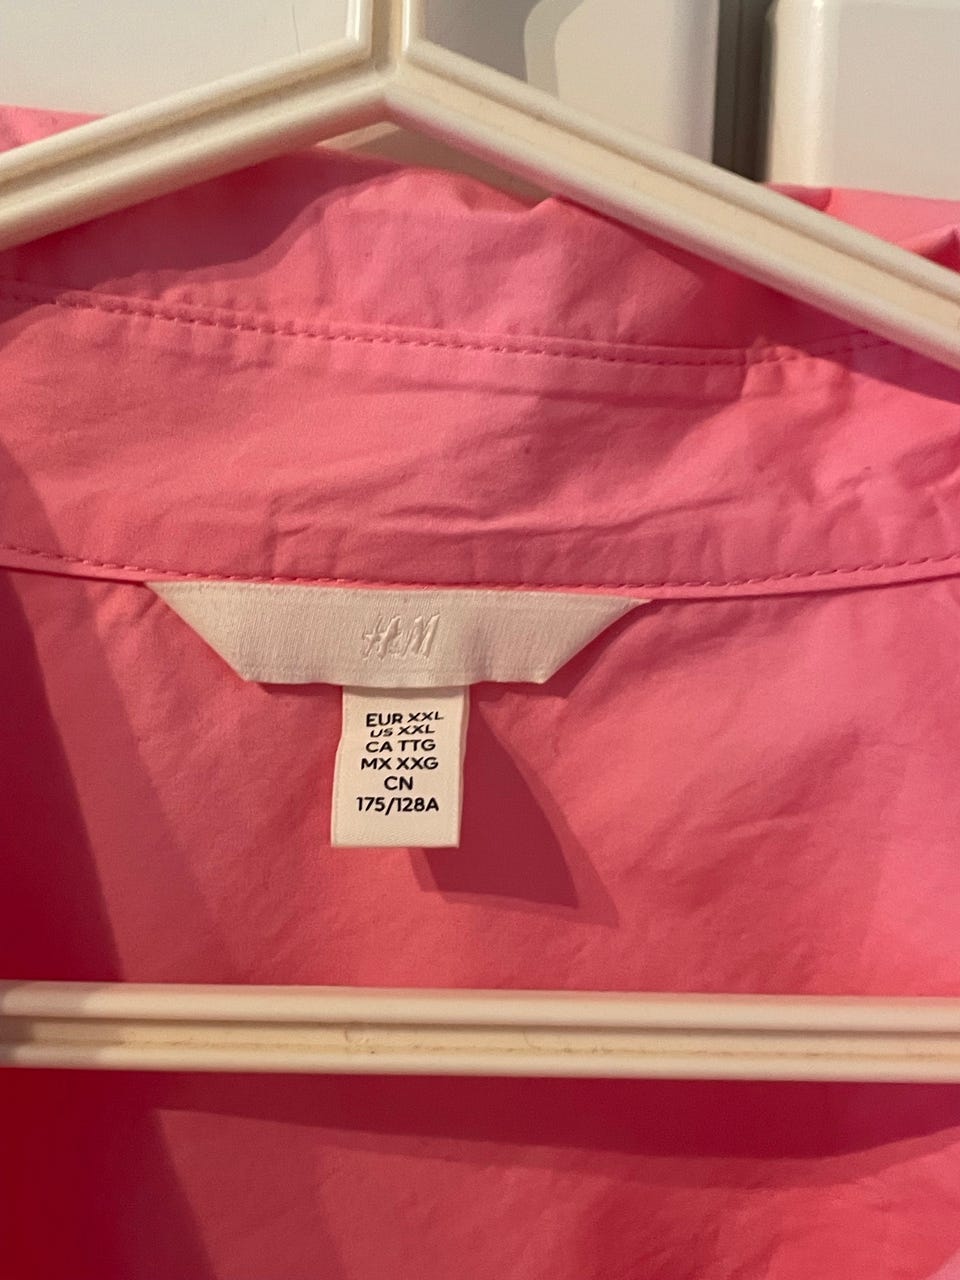 H&M
EUR XXL
US XXL
CA TTG
MX XXG
CN
175/128A